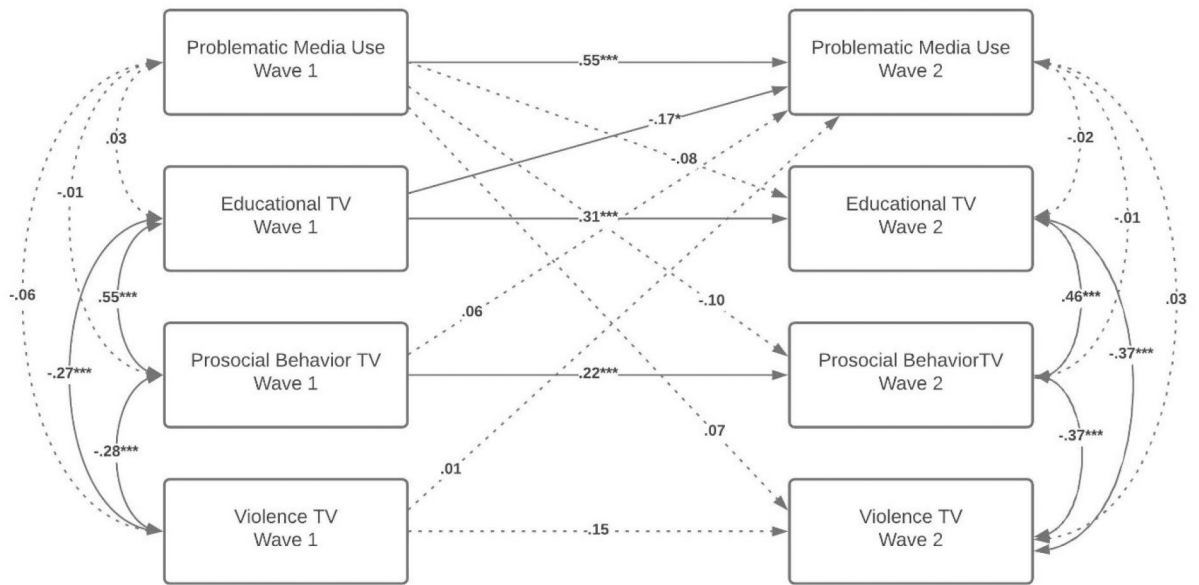 Problematic Media Use
Wave 1
Problematic Media Use
Wave 2
.55***
-.17*
-.08
.03
-.02
-.01
-.01
Educational TV
Wave 1
Educational TV
Wave 2
.31***
-.06
.55***
.06
-.10
.46***
.03
-.27***
-.37***
Prosocial Behavior TV
Wave 1
Prosocial BehaviorTV
Wave 2
.22***
-.28***
.07
-.37***
.01
Violence TV
Wave 1
Violence TV
Wave 2
.15